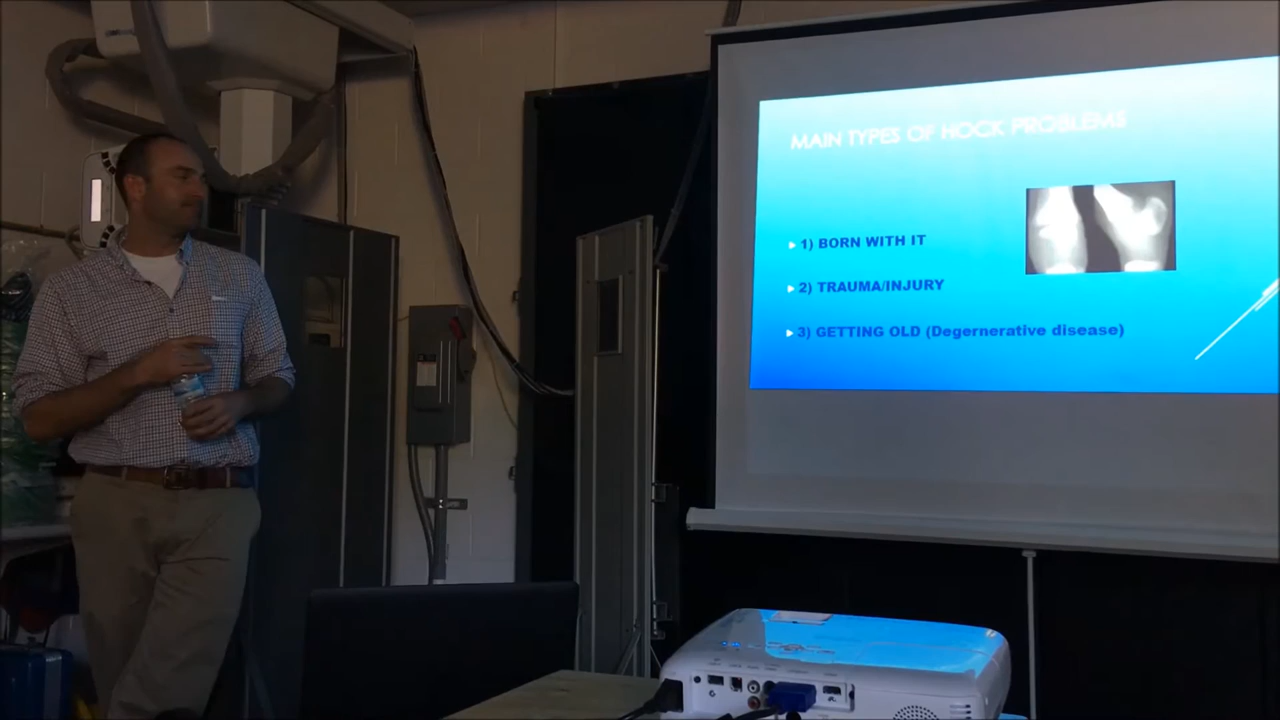 MAIN TYPES OF HOCK PROBLEMS
1) BORN WITH IT
2) TRAUMA/INJURY
3) GETTING OLD (Degernerative disease)